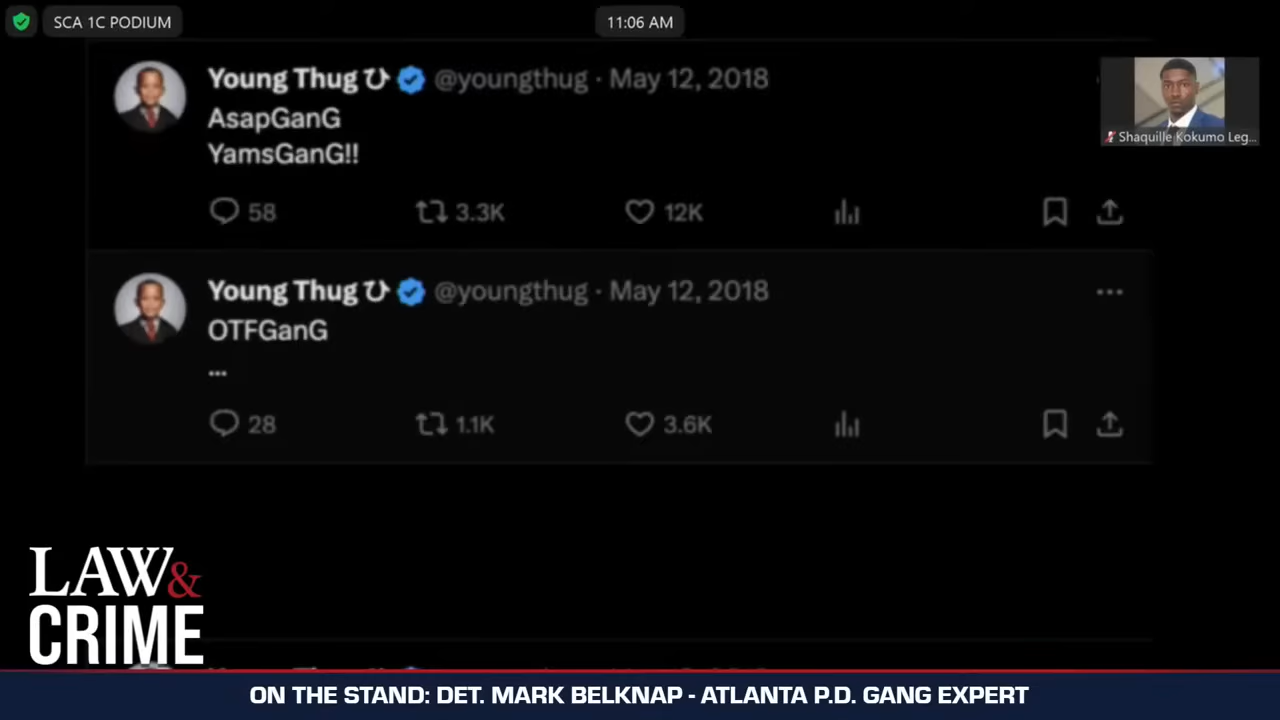 SCA 1C PODIUM
11:06 AM
Young Thug ひ @youngthug · May 12, 2018
AsapGanG
YamsGanG!!
58 3.3K 12K
Shaquille Kokumo Leg...
Young Thug ひ @youngthug · May 12, 2018
OTFGanG
...
28 1.1K 3.6K
LAW&
CRIME
ON THE STAND: DET. MARK BELKNAP - ATLANTA P.D. GANG EXPERT